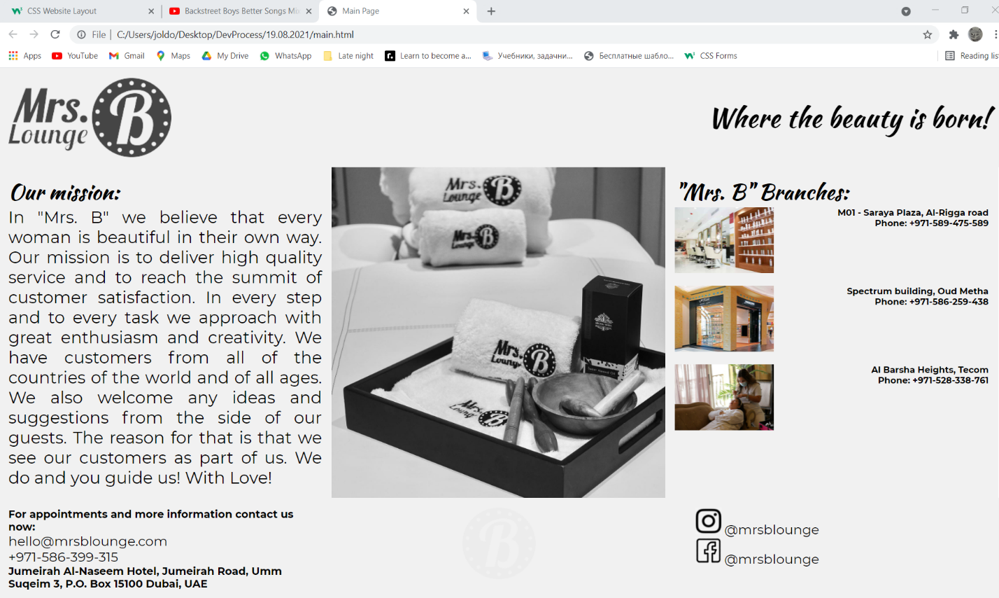 CSS Website Layout
Backstreet Boys Better Songs Mix
Main Page
File
C:/Users/joldo/Desktop/DevProcess/19.08.2021/main.html
Apps
YouTube
Gmail
Maps
My Drive
WhatsApp
Late night
Learn to become a...
Учебники, задачни...
Бесплатные шабло...
CSS Forms
Reading lis
Mrs.
Lounge
B
Where the beauty is born!
Our mission:
In "Mrs. B" we believe that every
woman is beautiful in their own way.
Our mission is to deliver high quality
service and to reach the summit of
customer satisfaction. In every step
and to every task we approach with
great enthusiasm and creativity. We
have customers from all of the
countries of the world and of all ages.
We also welcome any ideas and
suggestions from the side of our
guests. The reason for that is that we
see our customers as part of us. We
do and you guide us! With Love!
Mrs.
Lounge
B
Mrs.
Lounge
B
Mrs.
Lounge
B
Mrs.
Lounge
B
"Mrs. B" Branches:
M01 - Saraya Plaza, Al-Rigga road
Phone: +971-589-475-589
Spectrum building, Oud Metha
Phone: +971-586-259-438
Al Barsha Heights, Tecom
Phone: +971-528-338-761
For appointments and more information contact us
now:
hello@mrsblounge.com
+971-586-399-315
Jumeirah Al-Naseem Hotel, Jumeirah Road, Umm
Suqeim 3, P.O. Box 15100 Dubai, UAE
B
@mrsblounge
@mrsblounge